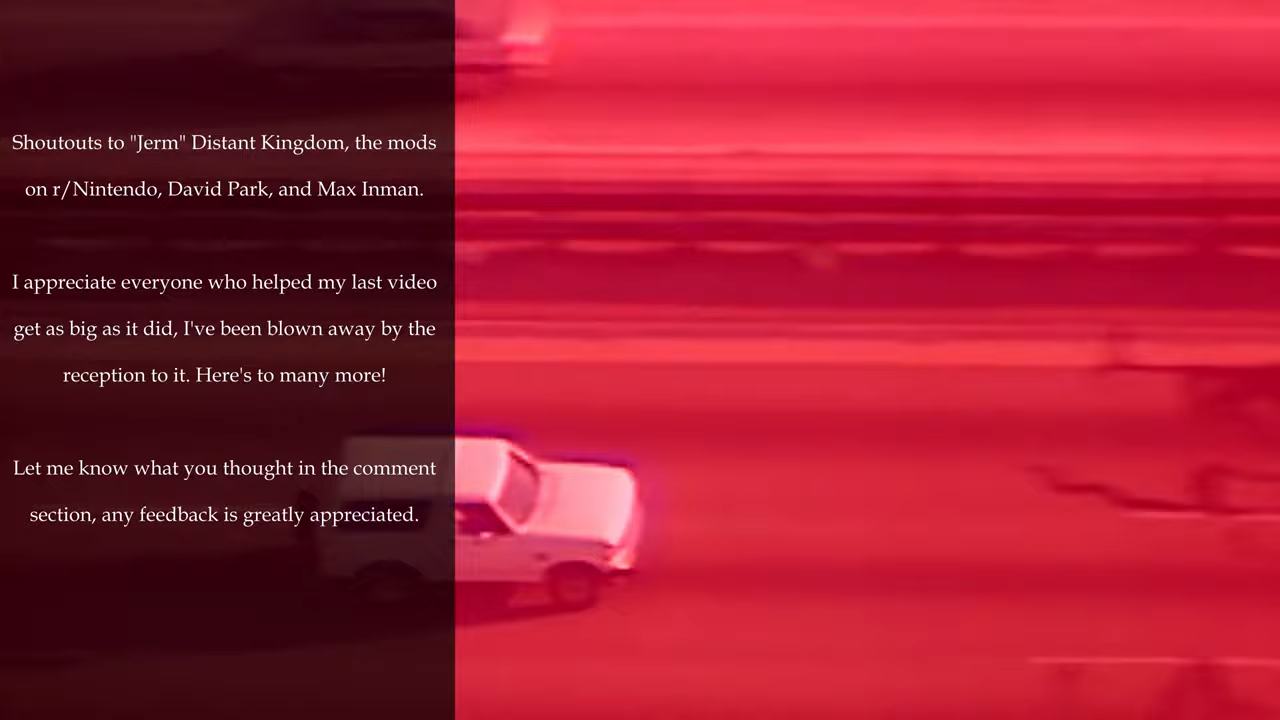 Shoutouts to "Jerm" Distant Kingdom, the mods
on r/Nintendo, David Park, and Max Inman.
I appreciate everyone who helped my last video
get as big as it did, I've been blown away by the
reception to it. Here's to many more!
Let me know what you thought in the comment
section, any feedback is greatly appreciated.